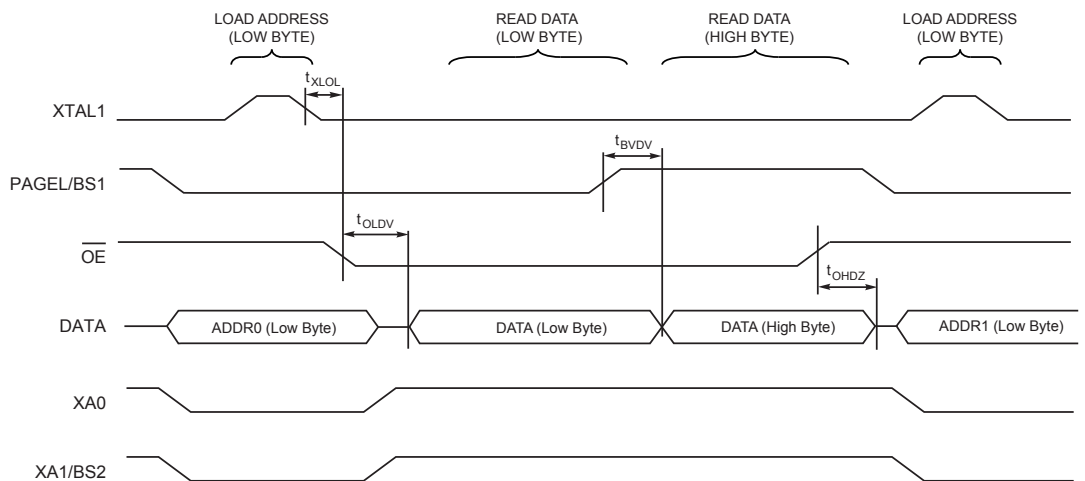 LOAD ADDRESS
(LOW BYTE)
READ DATA
(LOW BYTE)
READ DATA
(HIGH BYTE)
LOAD ADDRESS
(LOW BYTE)
tXLOL
XTAL1
tBVDV
PAGEL/BS1
tOLDV
OE
tOHDZ
DATA
ADDR0 (Low Byte)
DATA (Low Byte)
DATA (High Byte)
ADDR1 (Low Byte)
XA0
XA1/BS2